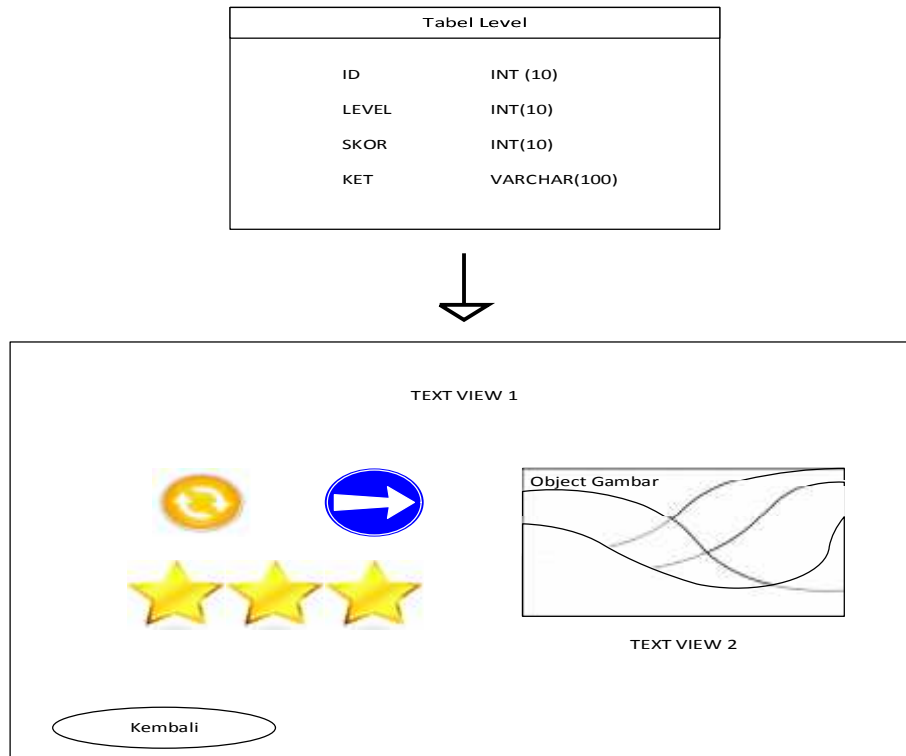 Tabel Level
ID INT (10)
LEVEL INT(10)
SKOR INT(10)
KET VARCHAR(100)
TEXT VIEW 1
Object Gambar
TEXT VIEW 2
Kembali